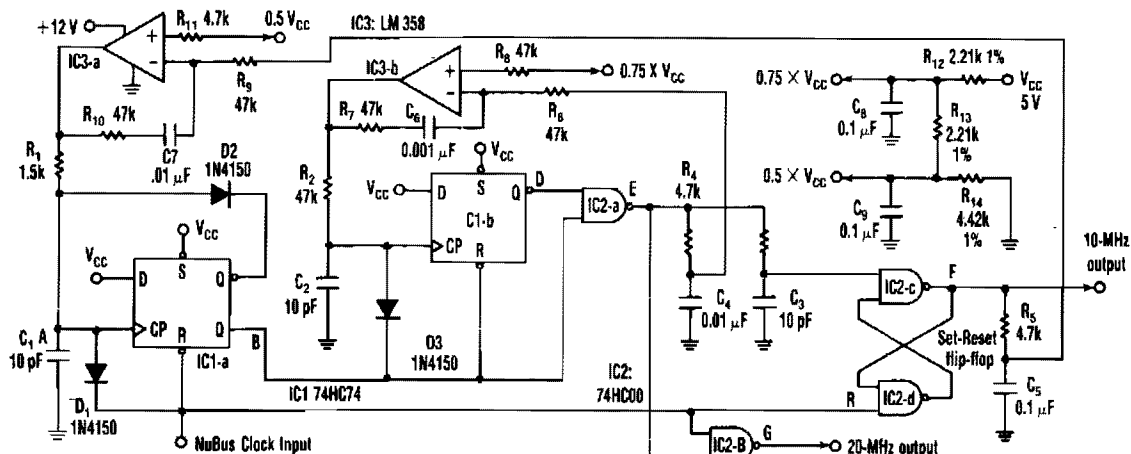 +12 V
R11 4.7k
0.5 VCC
IC3: LM 358
IC3-a
+
−
R9
47k
R10
47k
C7
.01 µF
R1
1.5k
D2
1N4150
IC3-b
+
−
R8 47k
0.75 X VCC
R7 47k
C6
0.001 µF
R6
47k
R2
47k
VCC
VCC
S
D
Q
D
C1-b
CP
R
IC2-a
E
R4
4.7k
C2
10 pF
D3
1N4150
C4
0.01 µF
C3
10 pF
0.75 × VCC
R12 2.21k 1%
VCC
5 V
C8
0.1 µF
R13
2.21k
1%
0.5 × VCC
R14
4.42k
1%
C9
0.1 µF
10-MHz
output
IC2-c
F
R5
4.7k
Set-Reset
flip-flop
C5
0.1 µF
R
IC2-d
VCC
VCC
S
D
Q
CP
R
Q
B
IC1-a
C1 A
10 pF
D1
1N4150
IC1 74HC74
IC2:
74HC00
NuBus Clock Input
IC2-B
G
20-MHz output